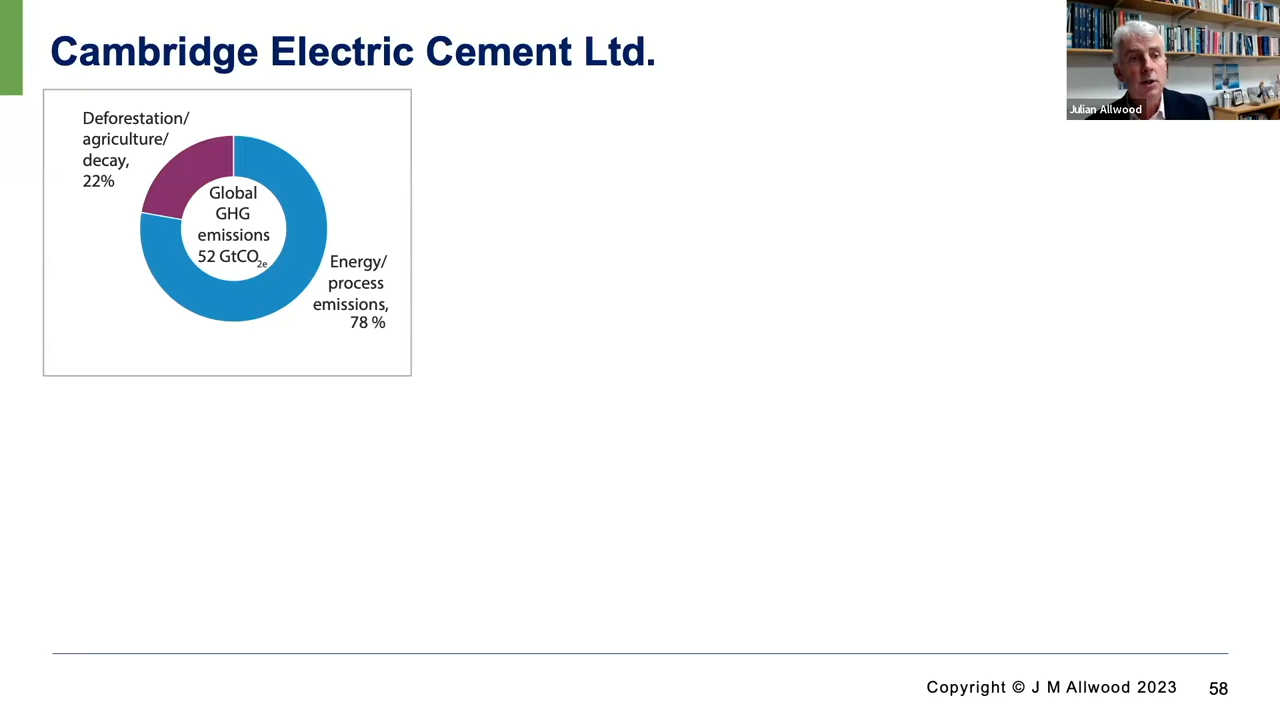 Cambridge Electric Cement Ltd.
Julian Allwood
Deforestation/
agriculture/
decay,
22%
Global
GHG
emissions
52 GtCO2e
Energy/
process
emissions,
78 %
Copyright © J M Allwood 2023
58